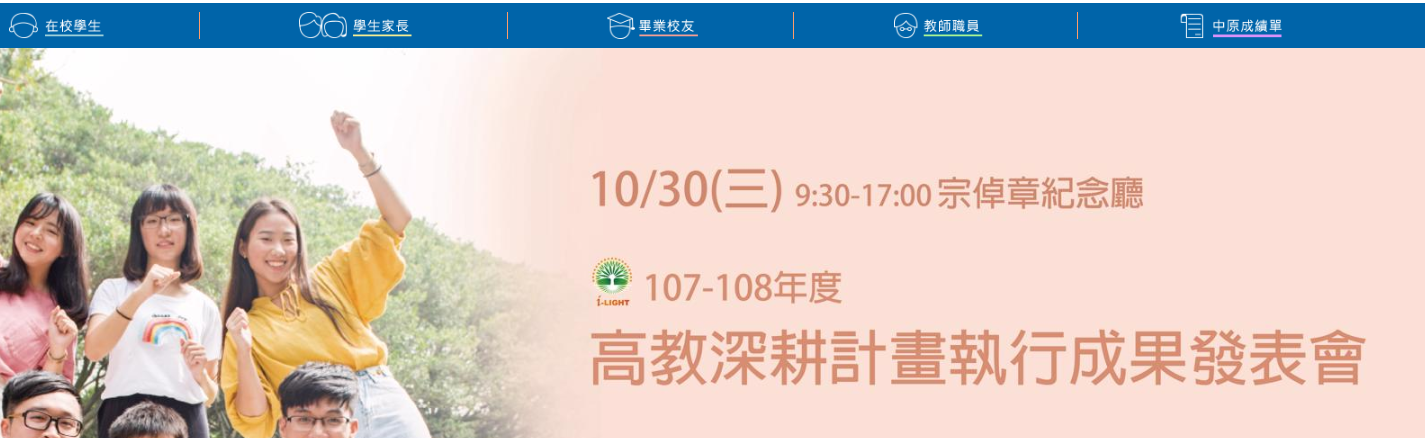 在校學生
學生家長
畢業校友
教師職員
中原成績單
10/30(三) 9:30-17:00 宗倬章紀念廳
i-LIGHT
107-108年度
高教深耕計畫執行成果發表會